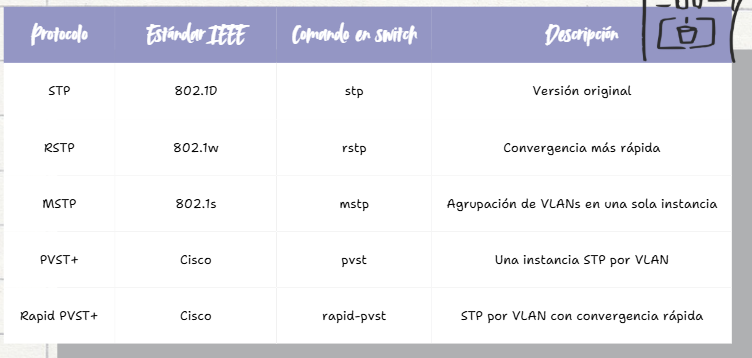 Protocolo Estándar IEEE Comando en switch Descripción
STP 802.1D stp Versión original
RSTP 802.1w rstp Convergencia más rápida
MSTP 802.1s mstp Agrupación de VLANs en una sola instancia
PVST+ Cisco pvst Una instancia STP por VLAN
Rapid PVST+ Cisco rapid-pvst STP por VLAN con convergencia rápida